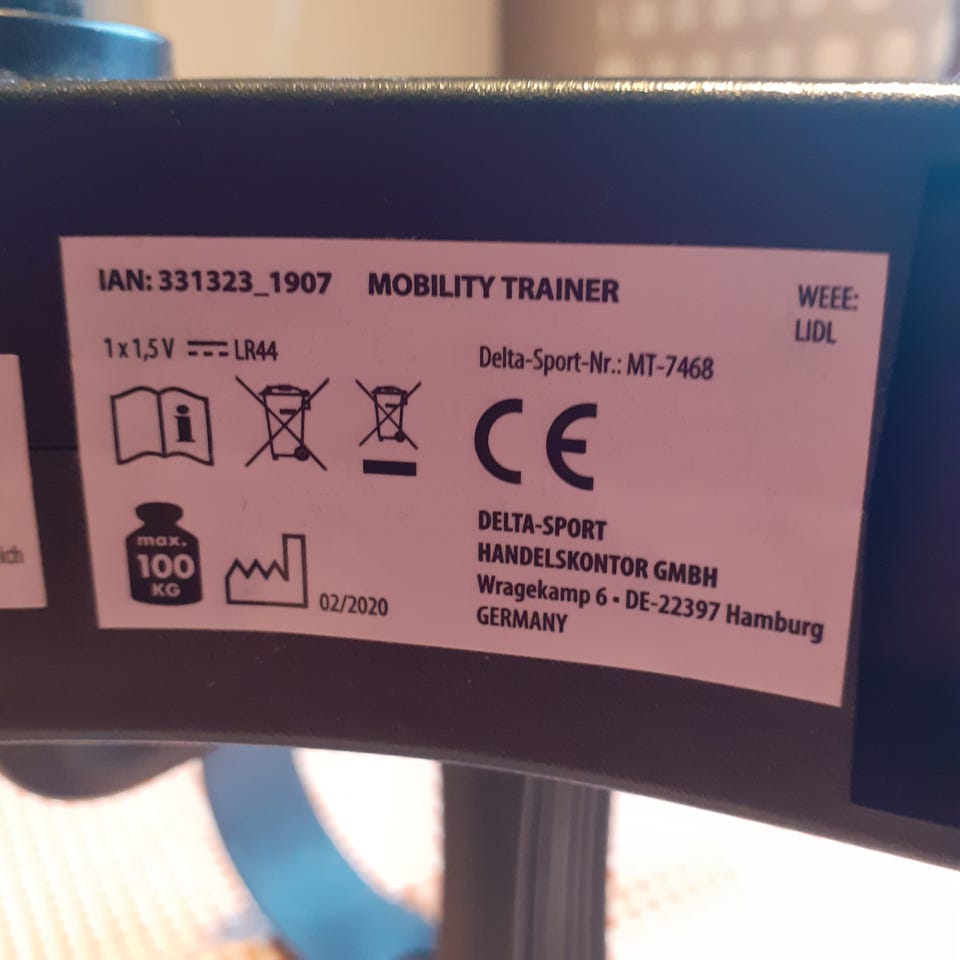 IAN: 331323_1907 MOBILITY TRAINER
WEEE:
LIDL
1 x 1,5 V LR44
Delta-Sport-Nr.: MT-7468
i
CE
max.
100
KG
02/2020
DELTA-SPORT
HANDELSKONTOR GMBH
Wragekamp 6 • DE-22397 Hamburg
GERMANY